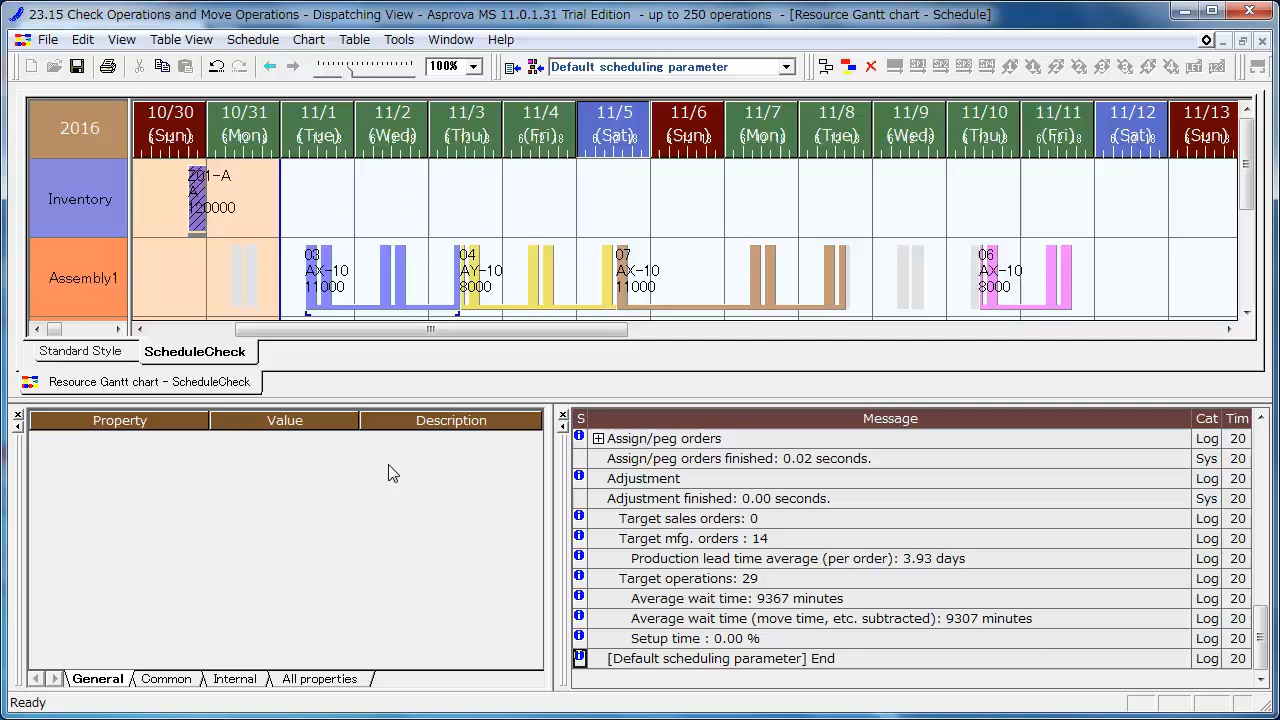 23.15 Check Operations and Move Operations - Dispatching View - Asprova MS 11.0.1.31 Trial Edition - up to 250 operations - [Resource Gantt chart - Schedule]
File Edit View Table View Schedule Chart Table Tools Window Help
100% Default scheduling parameter
2016 10/30 10/31 11/1 11/2 11/3 11/4 11/5 11/6 11/7 11/8 11/9 11/10 11/11 11/12 11/13
(Sun) (Mon) (Tue) (Wed) (Thu) (Fri) (Sat) (Sun) (Mon) (Tue) (Wed) (Thu) (Fri) (Sat) (Sun)
Z01-A
Inventory A
120000
03 04 07 06
Assembly1 AX-10 AY-10 AX-10 AX-10
11000 8000 11000 8000
Standard Style ScheduleCheck
Resource Gantt chart - ScheduleCheck
Property Value Description
General Common Internal All properties
S Message Cat Tim
Assign/peg orders Log 20
Assign/peg orders finished: 0.02 seconds. Sys 20
Adjustment Log 20
Adjustment finished: 0.00 seconds. Sys 20
Target sales orders: 0 Log 20
Target mfg. orders : 14 Log 20
Production lead time average (per order): 3.93 days Log 20
Target operations: 29 Log 20
Average wait time: 9367 minutes Log 20
Average wait time (move time, etc. subtracted): 9307 minutes Log 20
Setup time : 0.00 % Log 20
[Default scheduling parameter] End Log 20
Ready